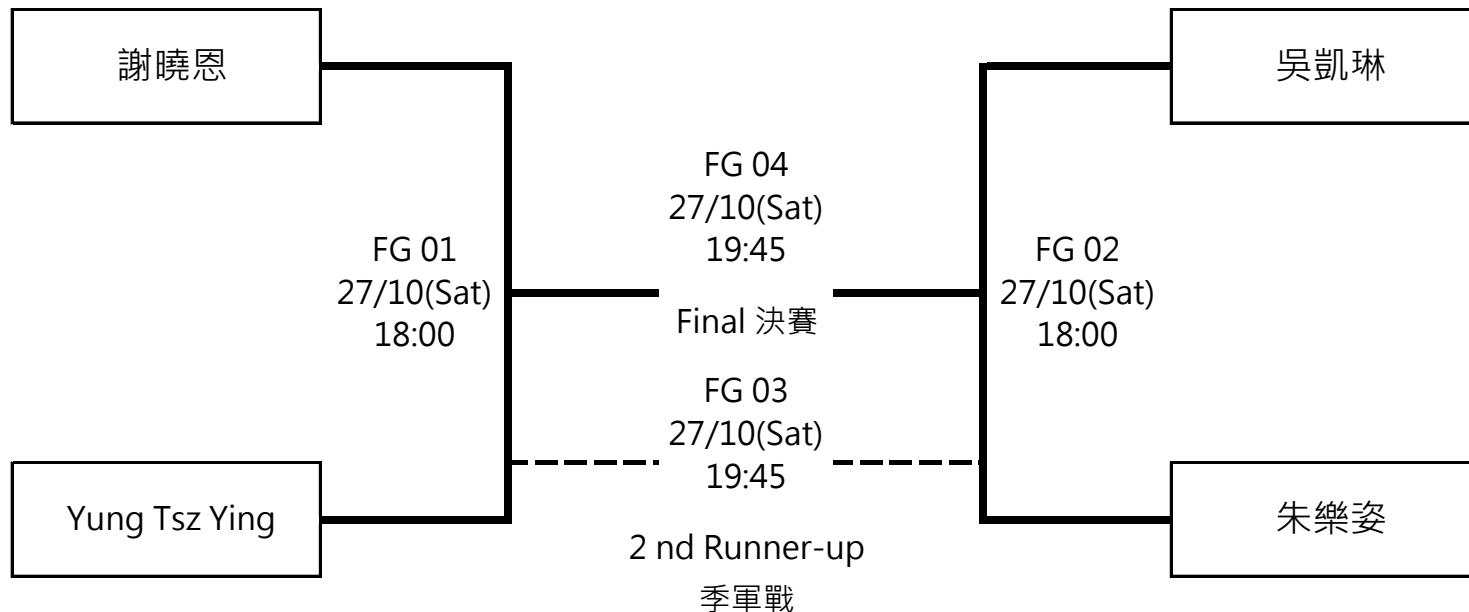 謝曉恩
吳凱琳
FG 04
27/10(Sat)
19:45
FG 01
27/10(Sat)
18:00
FG 02
27/10(Sat)
18:00
Final 決賽
FG 03
27/10(Sat)
19:45
Yung Tsz Ying
朱樂姿
2 nd Runner-up
季軍戰